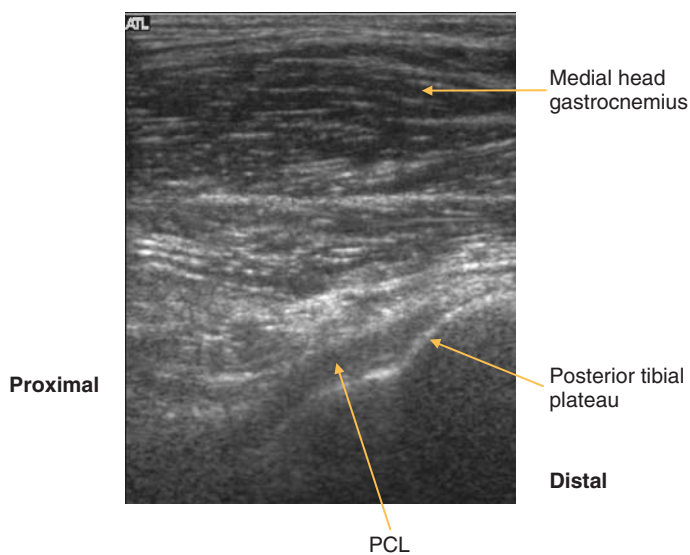 ATL
Medial head
gastrocnemius
Proximal
Posterior tibial
plateau
Distal
PCL